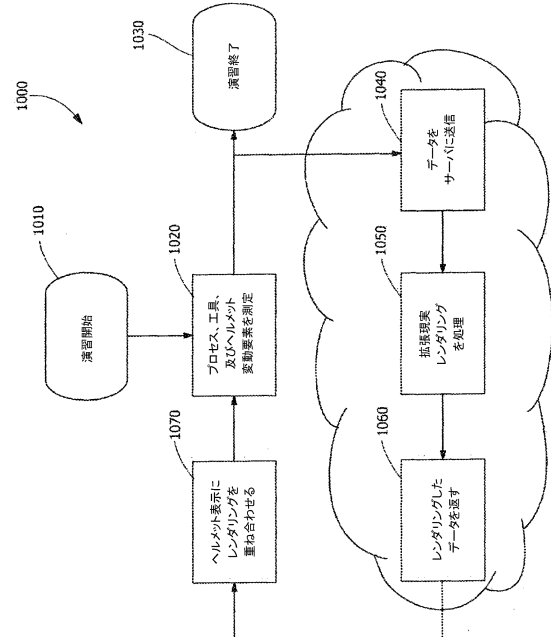 1000
1010
演習開始
1020
プロセス、工具、
及びヘルメット
変動要素を測定
1030
演習終了
1040
データを
サーバに送信
1050
拡張現実
レンダリング
を処理
1060
レンダリングした
データを返す
1070
ヘルメット表示に
レンダリングを
重ね合わせる